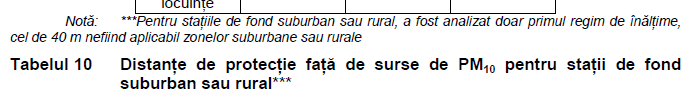 locuințe
Notă: ***Pentru stațiile de fond suburban sau rural, a fost analizat doar primul regim de înălțime,
cel de 40 m nefiind aplicabil zonelor suburbane sau rurale
Tabelul 10 Distanțe de protecție față de surse de PM₁₀ pentru stații de fond
suburban sau rural***